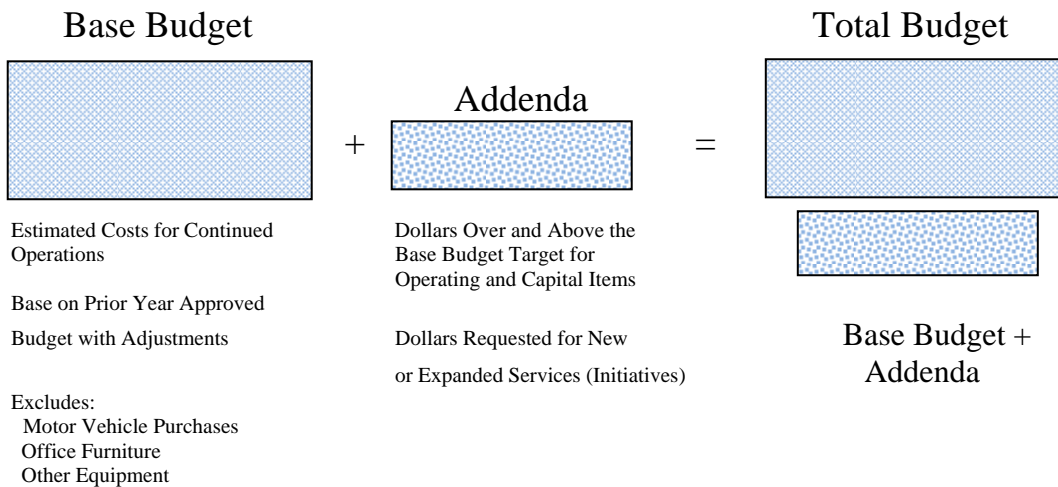 Base Budget
Estimated Costs for Continued
Operations
Base on Prior Year Approved
Budget with Adjustments
Excludes:
Motor Vehicle Purchases
Office Furniture
Other Equipment
+
Addenda
Dollars Over and Above the
Base Budget Target for
Operating and Capital Items
Dollars Requested for New
or Expanded Services (Initiatives)
=
Total Budget
Base Budget +
Addenda